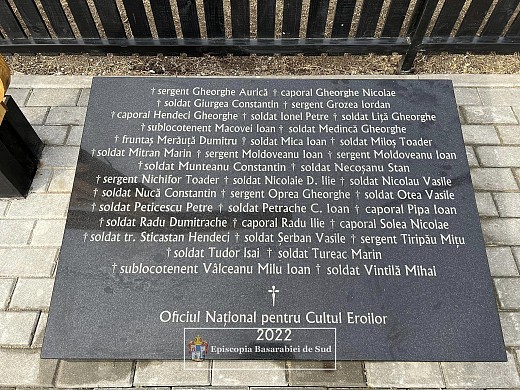 † sergent Gheorghe Aurică † caporal Gheorghe Nicolae
† soldat Giurgea Constantin † sergent Grozea Iordan
† caporal Hendeci Gheorghe † soldat Ionel Petre † soldat Liță Gheorghe
† sublocotenent Macovei Ioan † soldat Medincă Gheorghe
† fruntaș Merăuță Dumitru † soldat Mica Ioan † soldat Miloș Toader
† soldat Mitran Marin † sergent Moldoveanu Ioan † sergent Moldoveanu Ioan
† soldat Munteanu Constantin † soldat Necoșanu Stan
† sergent Nichifor Toader † soldat Nicolaie D. Ilie † soldat Nicolau Vasile
† soldat Nucă Constantin † sergent Oprea Gheorghe † soldat Otea Vasile
† soldat Peticescu Petre † soldat Petrache C. Ioan † caporal Pipa Ioan
† soldat Radu Dumitrache † caporal Radu Ilie † caporal Solea Nicolae
† soldat tr. Sticastan Hendeci † soldat Șerban Vasile † sergent Tiripău Mițu
† soldat Tudor Isai † soldat Tureac Marin
† sublocotenent Vâlceanu Milu Ioan † soldat Vintilă Mihai
†
Oficiul Național pentru Cultul Eroilor
2022
Episcopia Basarabiei de Sud